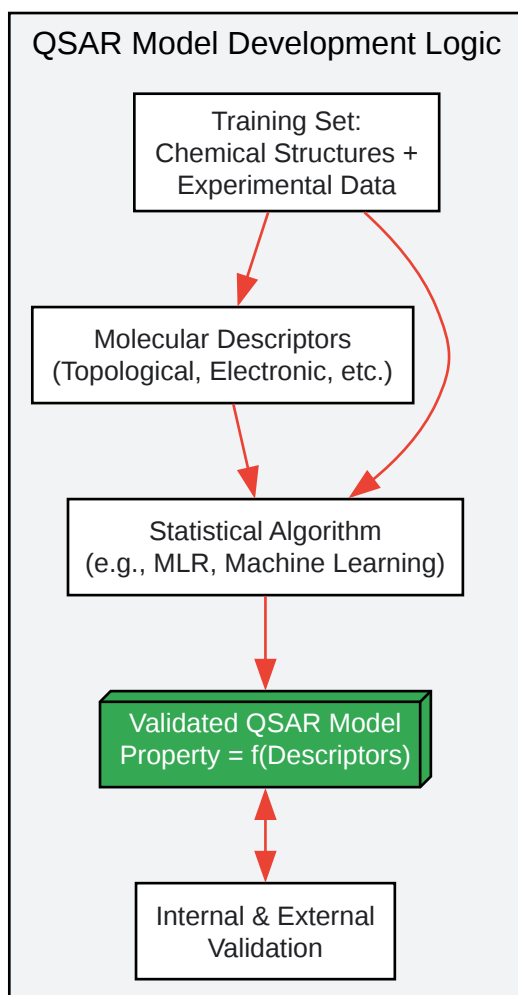 QSAR Model Development Logic
Training Set:
Chemical Structures +
Experimental Data
Molecular Descriptors
(Topological, Electronic, etc.)
Statistical Algorithm
(e.g., MLR, Machine Learning)
Validated QSAR Model
Property = f(Descriptors)
Internal & External
Validation